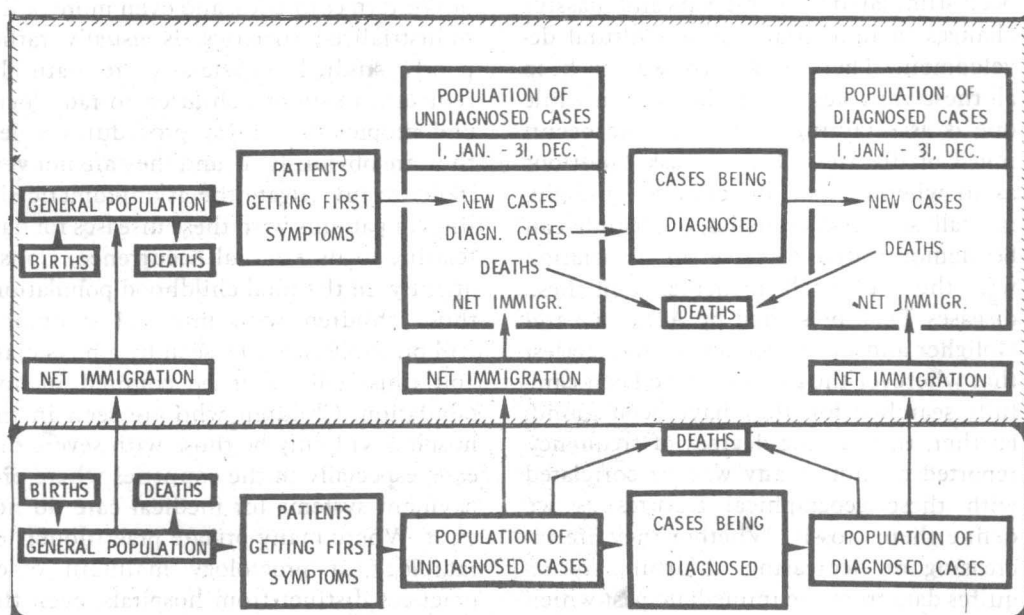 POPULATION OF
UNDIAGNOSED CASES
1, JAN. - 31, DEC.
POPULATION OF
DIAGNOSED CASES
1, JAN. - 31, DEC.
PATIENTS
GETTING FIRST
SYMPTOMS
CASES BEING
DIAGNOSED
GENERAL POPULATION
NEW CASES
NEW CASES
DIAGN. CASES
BIRTHS
DEATHS
DEATHS
DEATHS
DEATHS
NET IMMIGR.
NET IMMIGR.
NET IMMIGRATION
NET IMMIGRATION
NET IMMIGRATION
DEATHS
BIRTHS
DEATHS
GENERAL POPULATION
PATIENTS
GETTING FIRST
SYMPTOMS
POPULATION OF
UNDIAGNOSED CASES
CASES BEING
DIAGNOSED
POPULATION OF
DIAGNOSED CASES